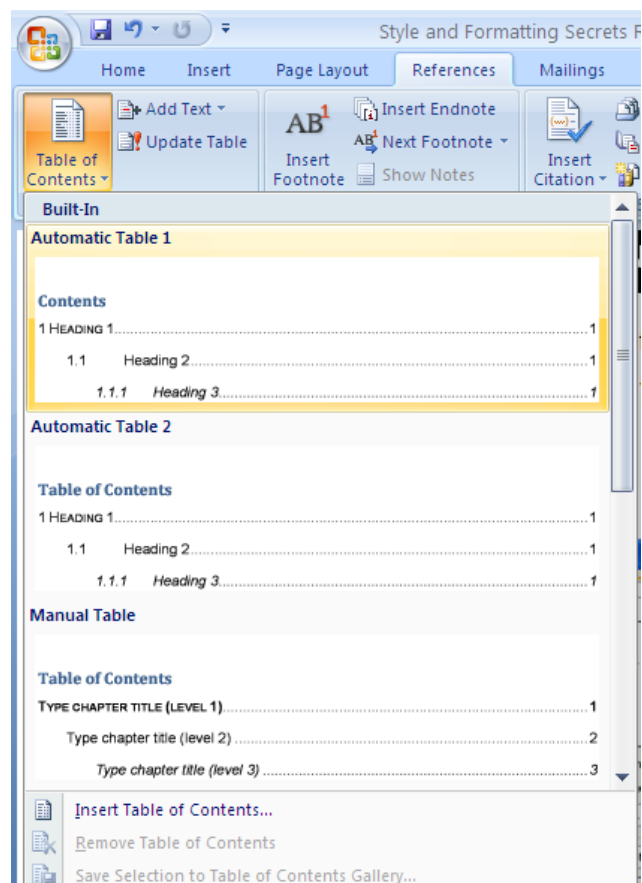 Style and Formatting Secrets
Home Insert Page Layout References Mailings
Table of Contents
Add Text
Update Table
AB1
Insert Footnote
Insert Endnote
AB1 Next Footnote
Show Notes
Insert Citation
Built-In
Automatic Table 1
Contents
1 HEADING 1 1
1.1 Heading 2 1
1.1.1 Heading 3 1
Automatic Table 2
Table of Contents
1 HEADING 1 1
1.1 Heading 2 1
1.1.1 Heading 3 1
Manual Table
Table of Contents
TYPE CHAPTER TITLE (LEVEL 1) 1
Type chapter title (level 2) 2
Type chapter title (level 3) 3
Insert Table of Contents...
Remove Table of Contents
Save Selection to Table of Contents Gallery...